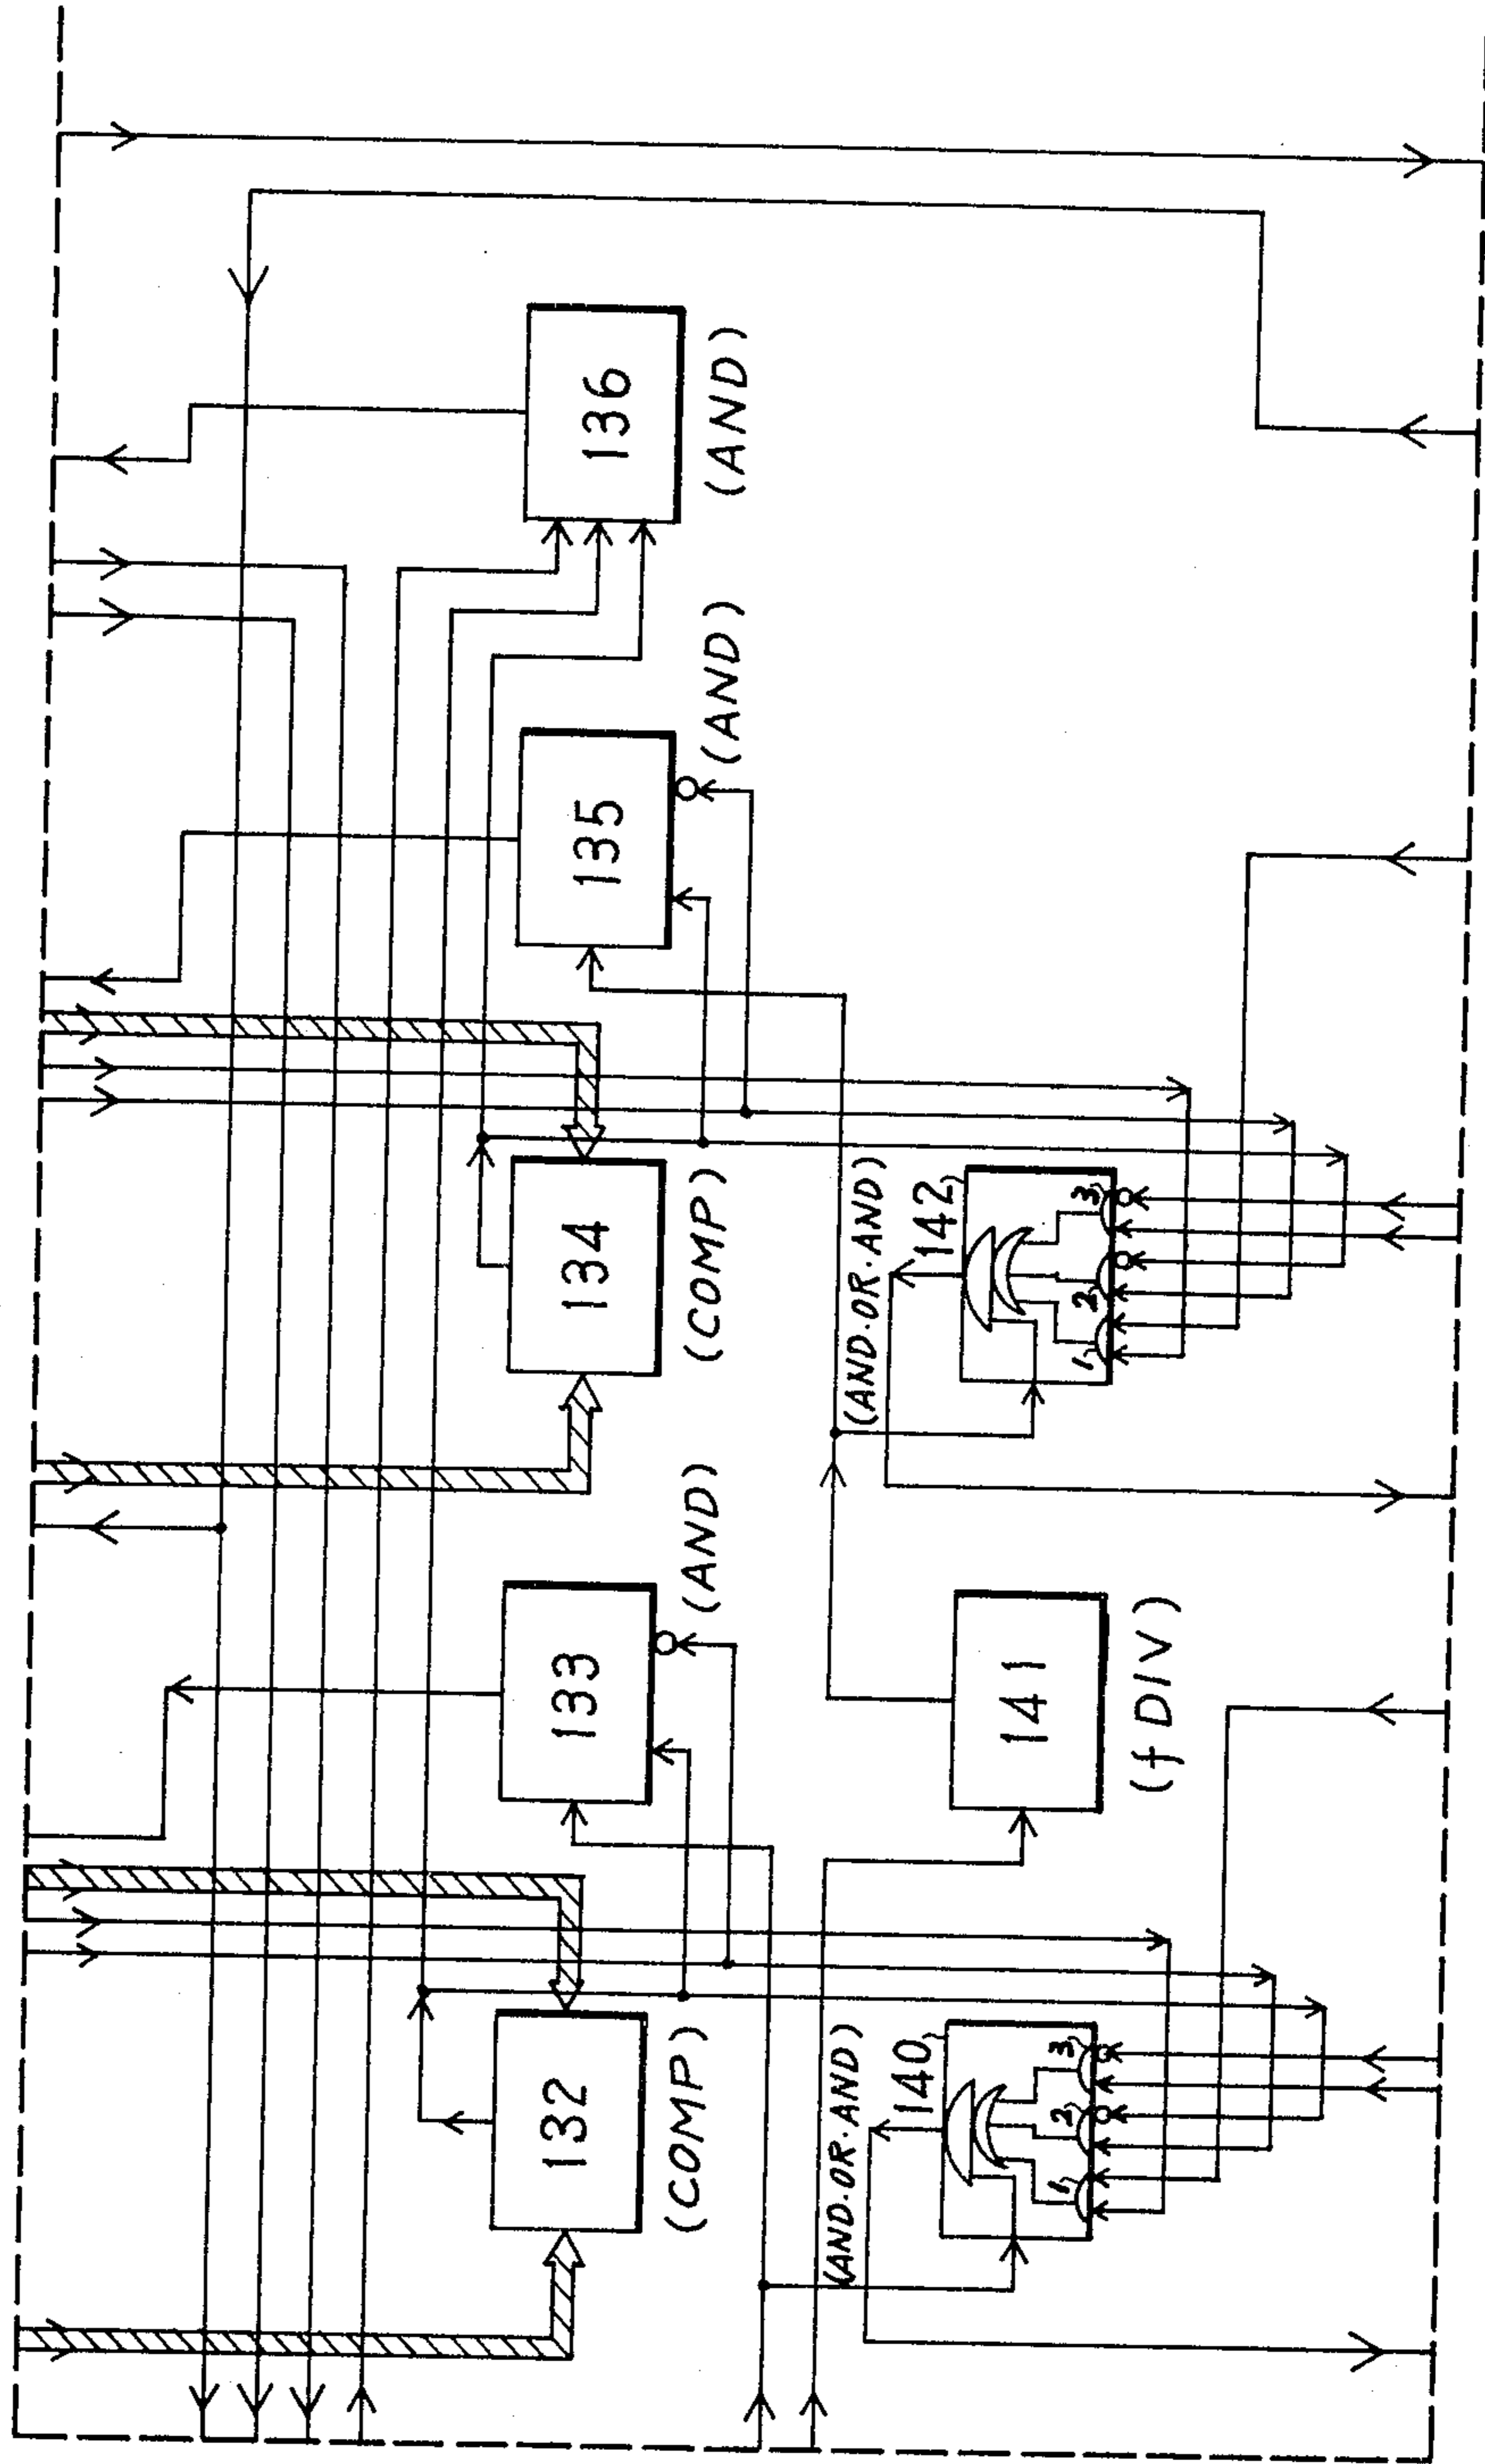 132
(COMP)
133
(AND)
134
(COMP)
135
(AND)
136
(AND)
(AND.OR.AND)
140
1
2
3
141
(f DIV)
(AND.OR.AND)
142
1
2
3